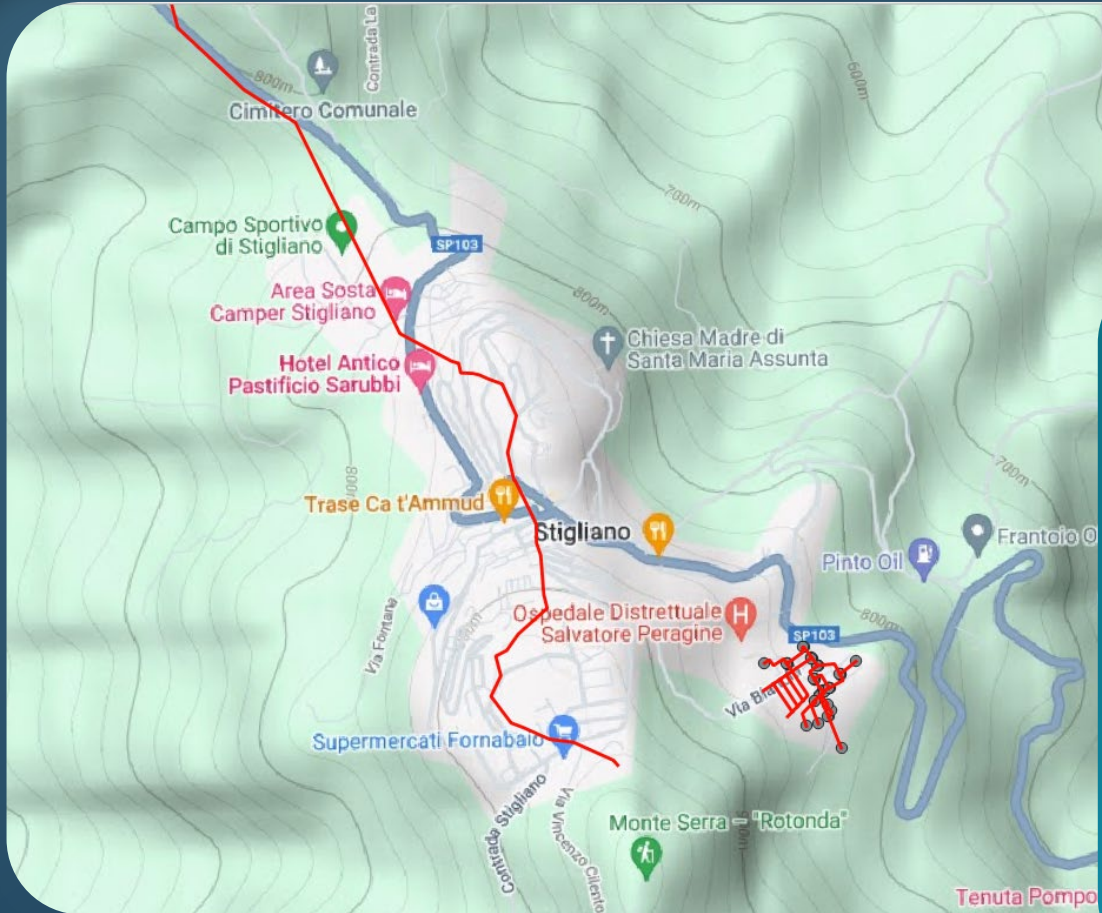 Contrada La
800m
600m
Cimitero Comunale
700m
Campo Sportivo
di Stigliano
SP103
Area Sosta
Camper Stigliano
800m
Chiesa Madre di
Santa Maria Assunta
Hotel Antico
Pastificio Sarubbi
700m
800m
Trase Ca t'Ammud
Stigliano
Frantoio O
Pinto Oil
Ospedale Distrettuale
Salvatore Peragine
800m
SP103
Via Fontana
Supermercati Fornabaio
Contrada Stigliano
Via Vincenzo Cilento
Monte Serra – "Rotonda"
Tenuta Pompo